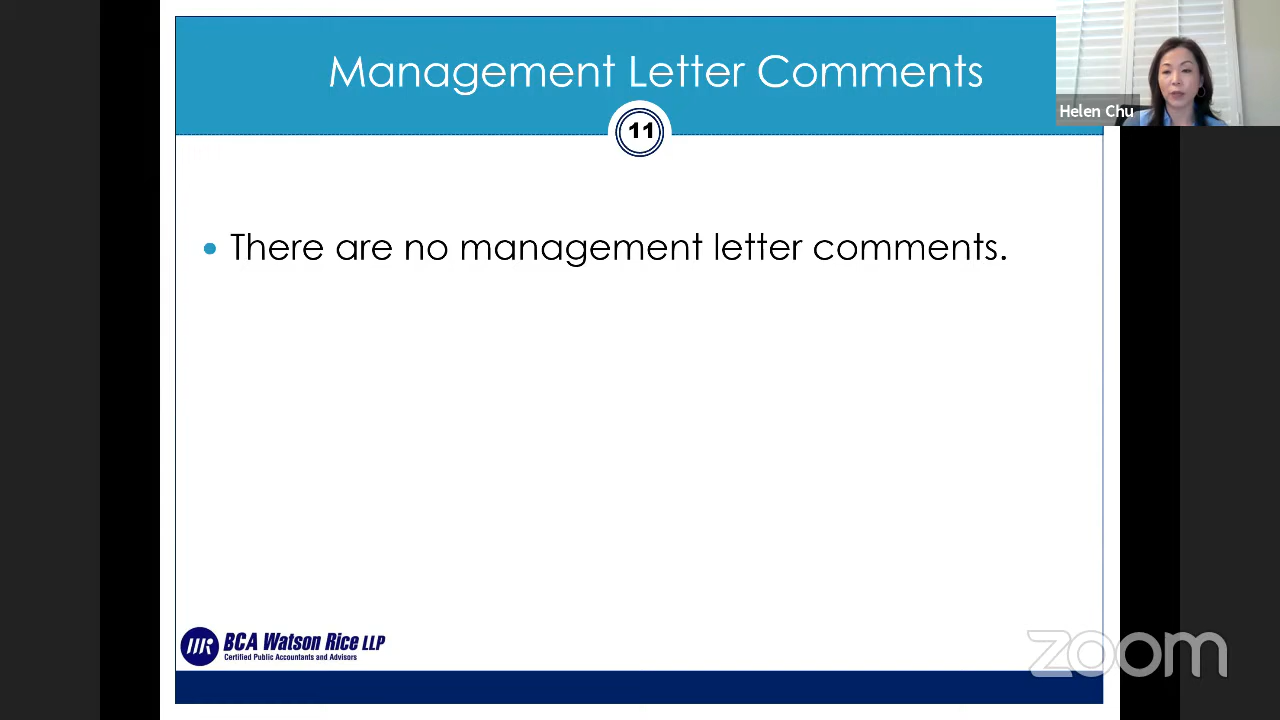 Management Letter Comments
Helen Chu
11
• There are no management letter comments.
BCA Watson Rice LLP
Certified Public Accountants and Advisors
zoom